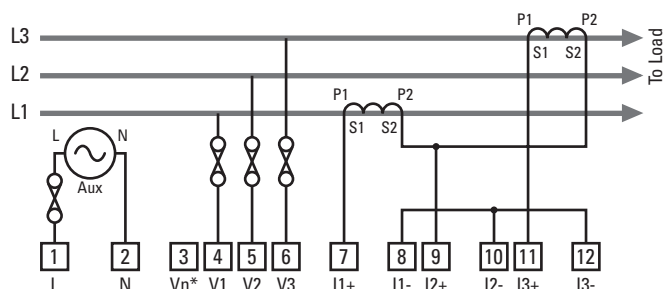 P1 P2
L3
S1 S2
To Load
L2
P1 P2
L1
S1 S2
L N
Aux
1 2 3 4 5 6 7 8 9 10 11 12
L N Vn* V1 V2 V3 I1+ I1- I2+ I2- I3+ I3-